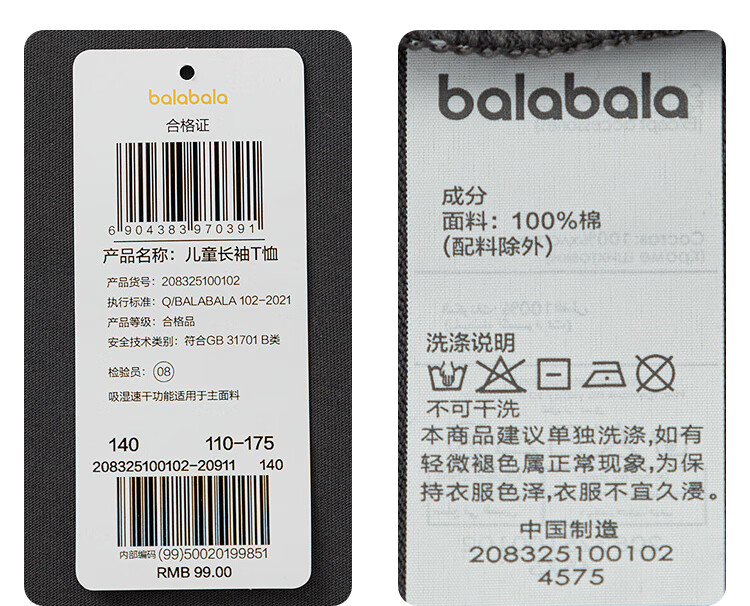 balabala
合格证
6904383970391
产品名称：儿童长袖T恤
产品货号：208325100102
执行标准：Q/BALABALA 102-2021
产品等级：合格品
安全技术类别：符合GB 31701 B类
检验员：08
吸湿速干功能适用于主面料
140 110-175
208325100102-20911 140
内部编码 (99)50020199851
RMB 99.00
balabala
成分
面料：100%棉
(配料除外)
洗涤说明
不可干洗
本商品建议单独洗涤,如有
轻微褪色属正常现象,为保
持衣服色泽,衣服不宜久浸。
中国制造
208325100102
4575